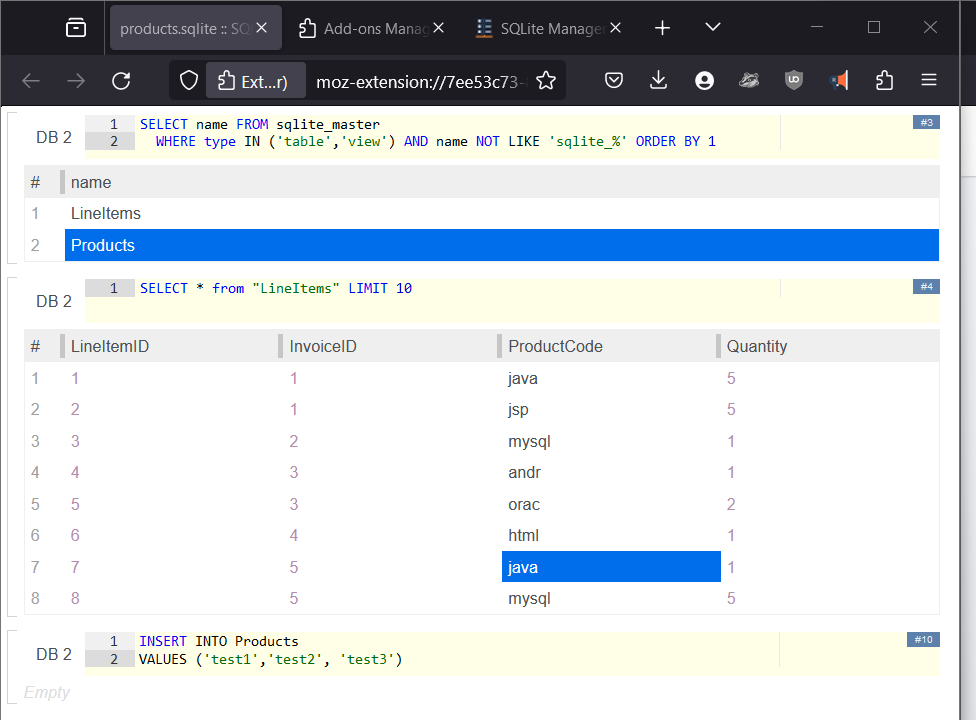 products.sqlite :: SQ
Add-ons Manag
SQLite Manage
Ext...r)
moz-extension://7ee53c73-
DB 2
1 SELECT name FROM sqlite_master
2 WHERE type IN ('table','view') AND name NOT LIKE 'sqlite_%' ORDER BY 1
#3
# name
1 LineItems
2 Products
DB 2
1 SELECT * from "LineItems" LIMIT 10
#4
# LineItemID InvoiceID ProductCode Quantity
1 1 1 java 5
2 2 1 jsp 5
3 3 2 mysql 1
4 4 3 andr 1
5 5 3 orac 2
6 6 4 html 1
7 7 5 java 1
8 8 5 mysql 5
DB 2
1 INSERT INTO Products
2 VALUES ('test1','test2', 'test3')
#10
Empty